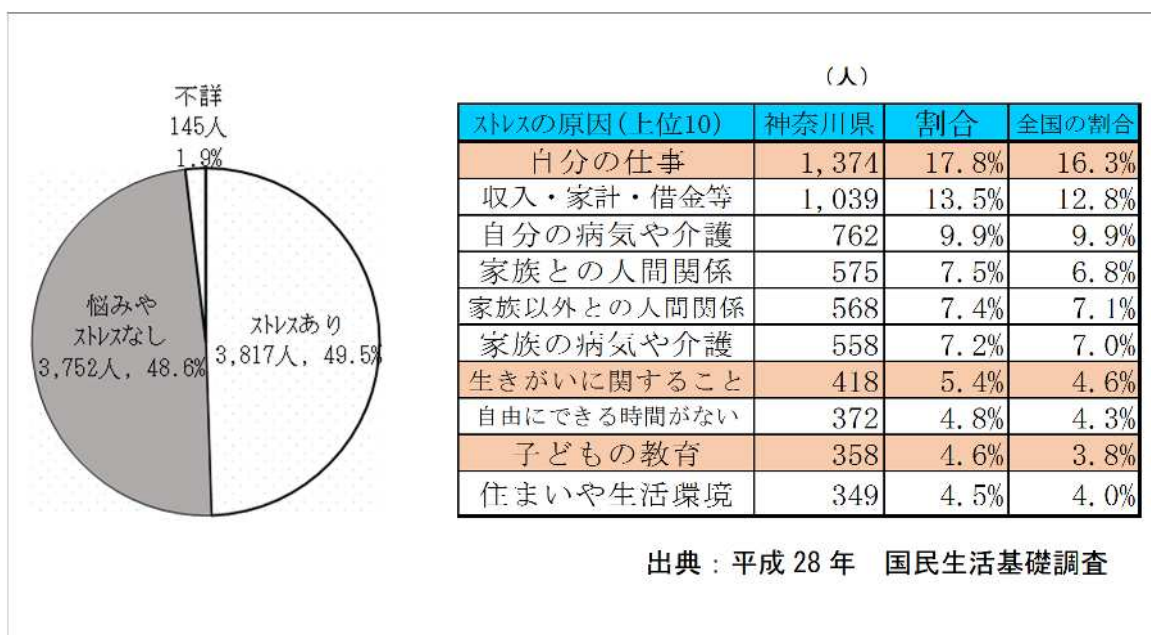 不詳
145人
1.9%
悩みや
ストレスなし
3,752人, 48.6%
ストレスあり
3,817人, 49.5%
(人)
ストレスの原因(上位10) 神奈川県 割合 全国の割合
自分の仕事 1,374 17.8% 16.3%
収入・家計・借金等 1,039 13.5% 12.8%
自分の病気や介護 762 9.9% 9.9%
家族との人間関係 575 7.5% 6.8%
家族以外との人間関係 568 7.4% 7.1%
家族の病気や介護 558 7.2% 7.0%
生きがいに関すること 418 5.4% 4.6%
自由にできる時間がない 372 4.8% 4.3%
子どもの教育 358 4.6% 3.8%
住まいや生活環境 349 4.5% 4.0%
出典:平成28年 国民生活基礎調査